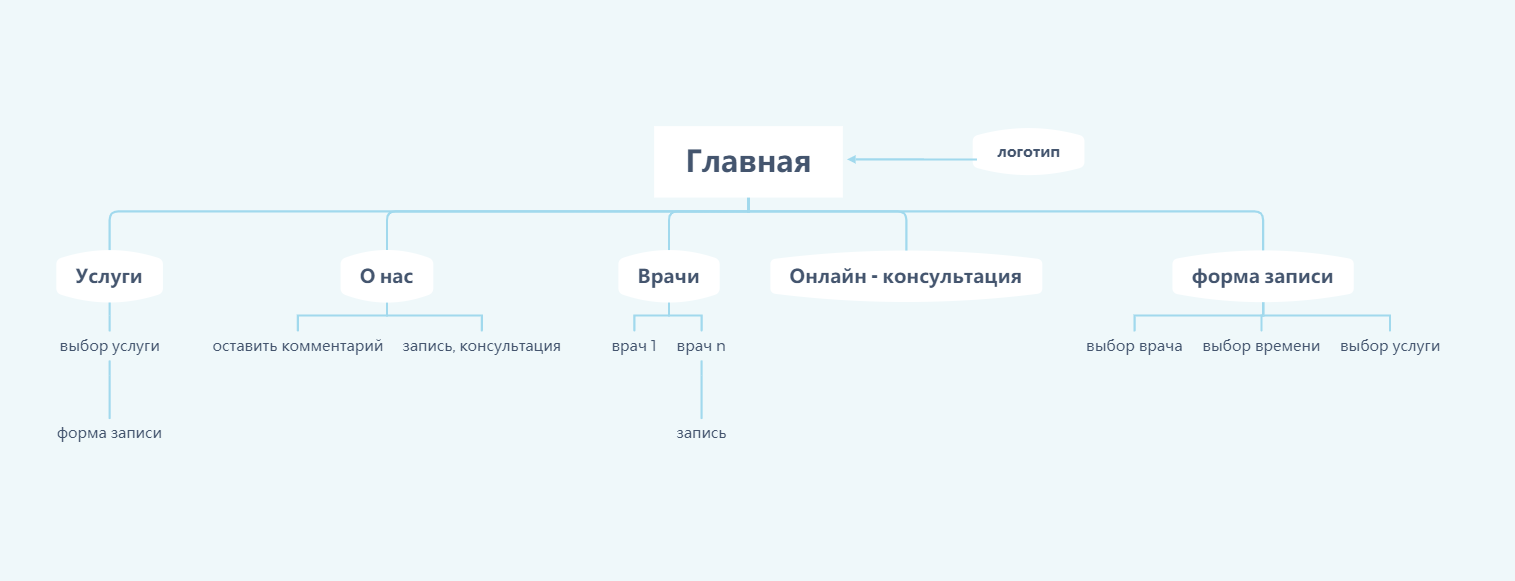 Главная
логотип
Услуги
О нас
Врачи
Онлайн - консультация
форма записи
выбор услуги
оставить комментарий
запись, консультация
врач 1
врач n
выбор врача
выбор времени
выбор услуги
форма записи
запись